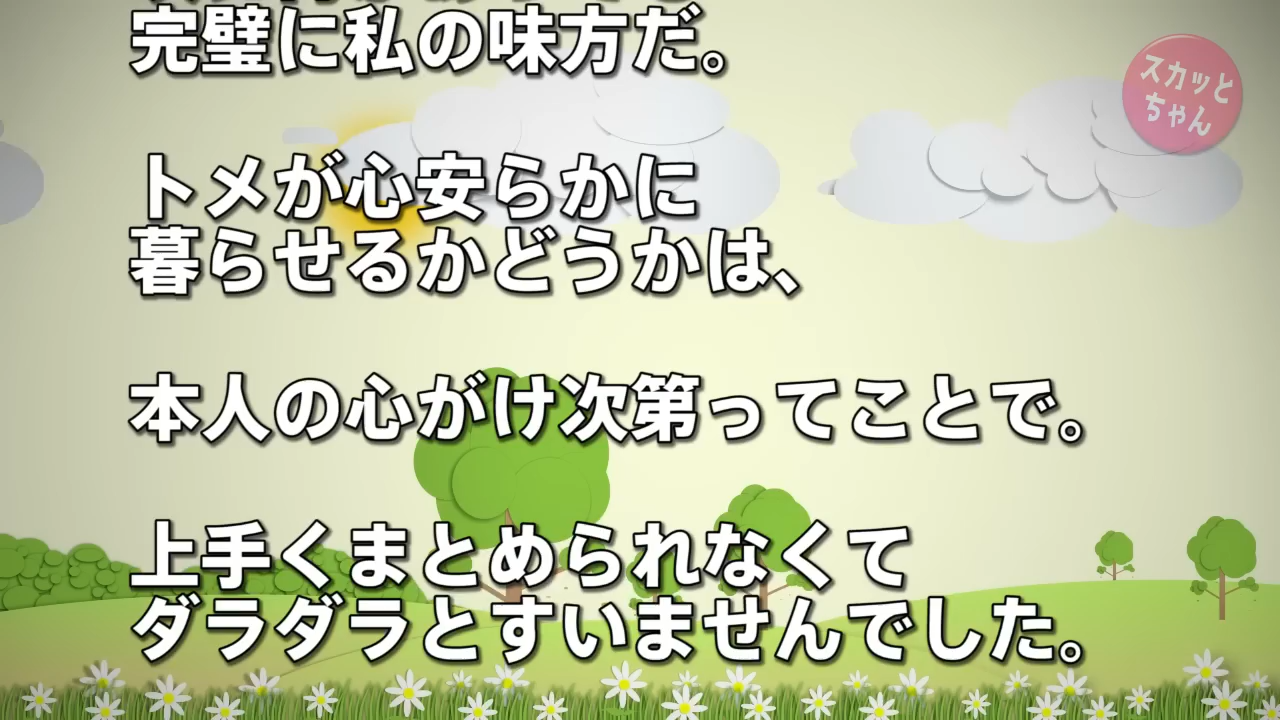 完璧に私の味方だ。
トメが心安らかに
暮らせるかどうかは、
本人の心がけ次第ってことで。
上手くまとめられなくて
ダラダラとすいませんでした。
スカッと
ちゃん